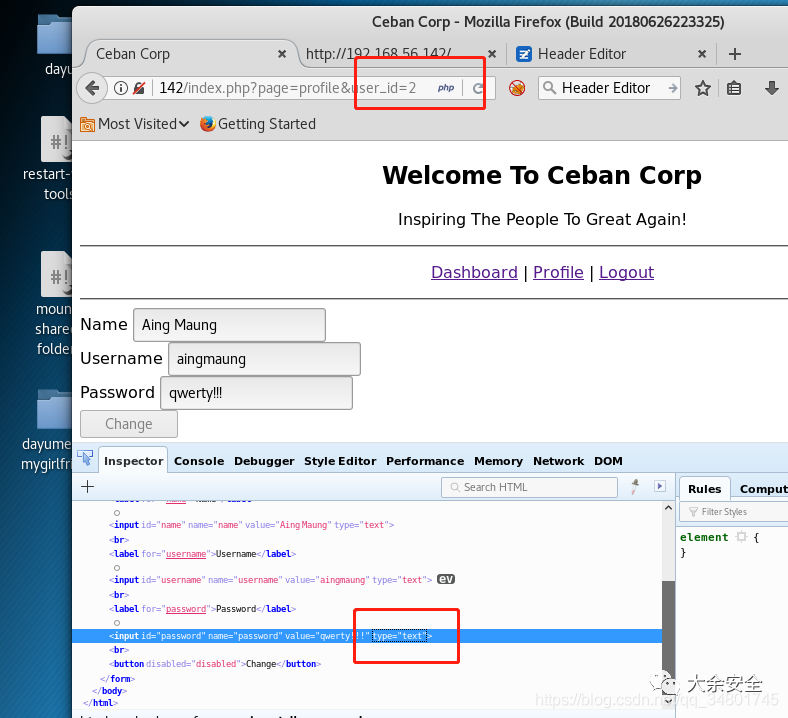 Ceban Corp - Mozilla Firefox (Build 20180626223325)
Ceban Corp × http://192.168.56.142/ × Header Editor × +
142/index.php?page=profile&user_id=2 php Header Editor
Most Visited Getting Started
restart-
tools
moun
share
folder
dayume
mygirlfr
Welcome To Ceban Corp
Inspiring The People To Great Again!
Dashboard | Profile | Logout
Name Aing Maung
Username aingmaung
Password qwerty!!!
Change
Inspector Console Debugger Style Editor Performance Memory Network DOM
+ Search HTML Rules Comput
Filter Styles
<input id="name" name="name" value="Aing Maung" type="text">
<br>
<label for="username">Username</label>
<input id="username" name="username" value="aingmaung" type="text"> ev
<br>
<label for="password">Password</label>
<input id="password" name="password" value="qwerty!!!" type="text">
<br>
<button disabled="disabled">Change</button>
</form>
</body>
</html>
element {
}
大余安全
https://blog.csdn.net/qq_34801745